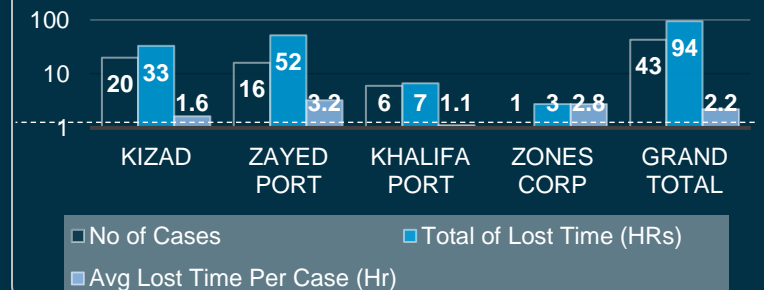 100
10
1
20
33
1.6
16
52
3.2
6
7
1.1
1
3
2.8
43
94
2.2
KIZAD
ZAYED
PORT
KHALIFA
PORT
ZONES
CORP
GRAND
TOTAL
No of Cases
Total of Lost Time (HRs)
Avg Lost Time Per Case (Hr)